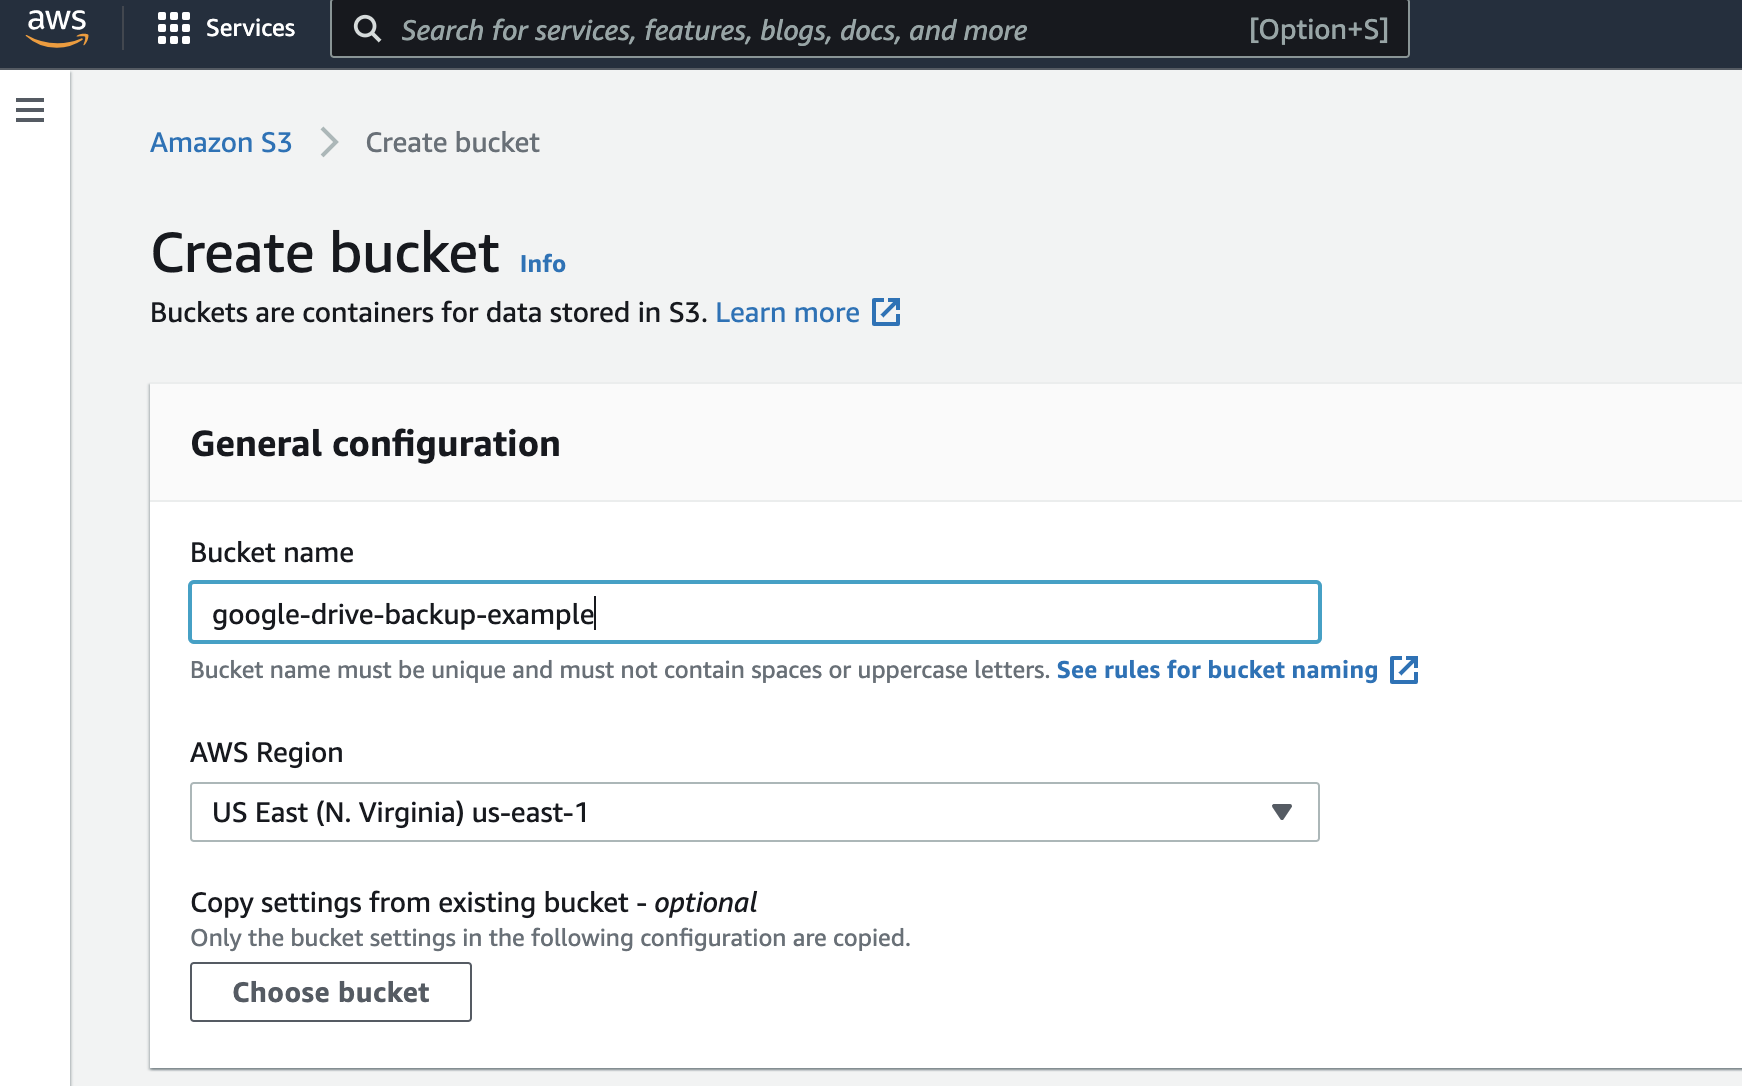 aws
Services
Search for services, features, blogs, docs, and more
[Option+S]
Amazon S3
Create bucket
Create bucket Info
Buckets are containers for data stored in S3. Learn more
General configuration
Bucket name
google-drive-backup-example
Bucket name must be unique and must not contain spaces or uppercase letters. See rules for bucket naming
AWS Region
US East (N. Virginia) us-east-1
Copy settings from existing bucket - optional
Only the bucket settings in the following configuration are copied.
Choose bucket